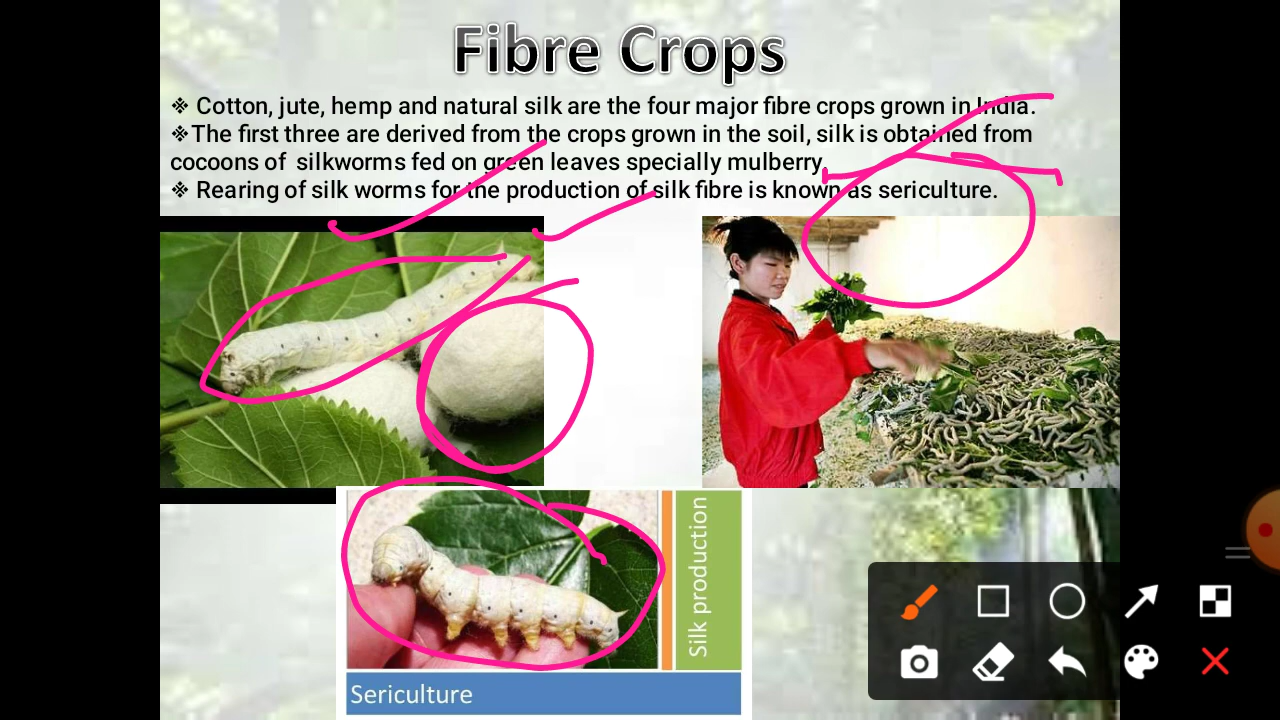 Fibre Crops
❖ Cotton, jute, hemp and natural silk are the four major fibre crops grown in India.
❖The first three are derived from the crops grown in the soil, silk is obtained from
cocoons of silkworms fed on green leaves specially mulberry.
❖ Rearing of silk worms for the production of silk fibre is known as sericulture.
Silk production
Sericulture